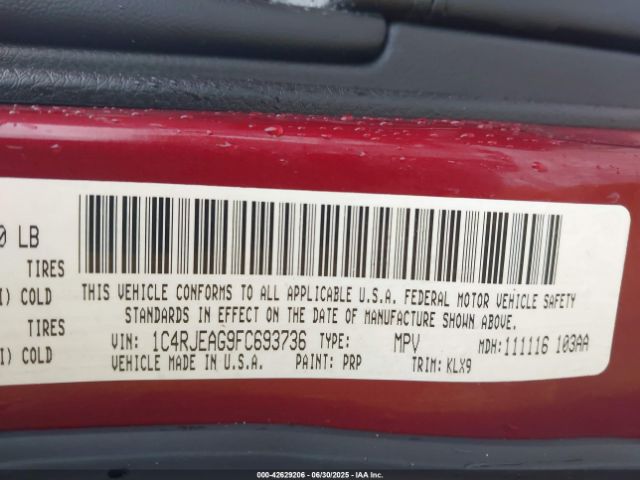 0 LB
TIRES
I) COLD
TIRES
I) COLD
THIS VEHICLE CONFORMS TO ALL APPLICABLE U.S.A. FEDERAL MOTOR VEHICLE SAFETY
STANDARDS IN EFFECT ON THE DATE OF MANUFACTURE SHOWN ABOVE.
VIN: 1C4RJEAG9FC693736 TYPE: MPV MDH:111116 103AA
VEHICLE MADE IN U.S.A. PAINT: PRP TRIM: KLX9
000-42629206 - 06/30/2025 - IAAI.com